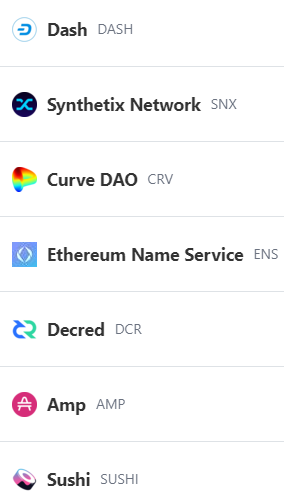 Dash DASH
Synthetix Network SNX
Curve DAO CRV
Ethereum Name Service ENS
Decred DCR
Amp AMP
Sushi SUSHI